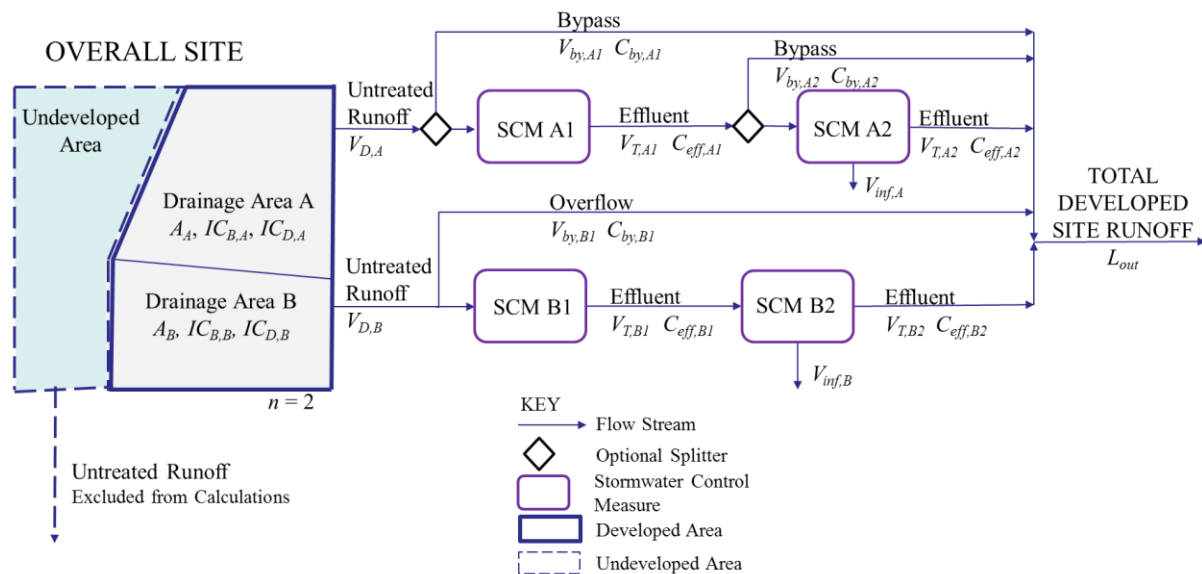 OVERALL SITE
Undeveloped
Area
Drainage Area A
A_A, IC_B,A, IC_D,A
Drainage Area B
A_B, IC_B,B, IC_D,B
n = 2
Untreated Runoff
Excluded from Calculations
Untreated
Runoff
V_D,A
Bypass
V_by,A1 C_by,A1
SCM A1
Effluent
V_T,A1 C_eff,A1
Bypass
V_by,A2 C_by,A2
SCM A2
Effluent
V_T,A2 C_eff,A2
V_inf,A
Untreated
Runoff
V_D,B
Overflow
V_by,B1 C_by,B1
SCM B1
Effluent
V_T,B1 C_eff,B1
SCM B2
Effluent
V_T,B2 C_eff,B2
V_inf,B
TOTAL
DEVELOPED
SITE RUNOFF
L_out
KEY
Flow Stream
Optional Splitter
Stormwater Control
Measure
Developed Area
Undeveloped Area